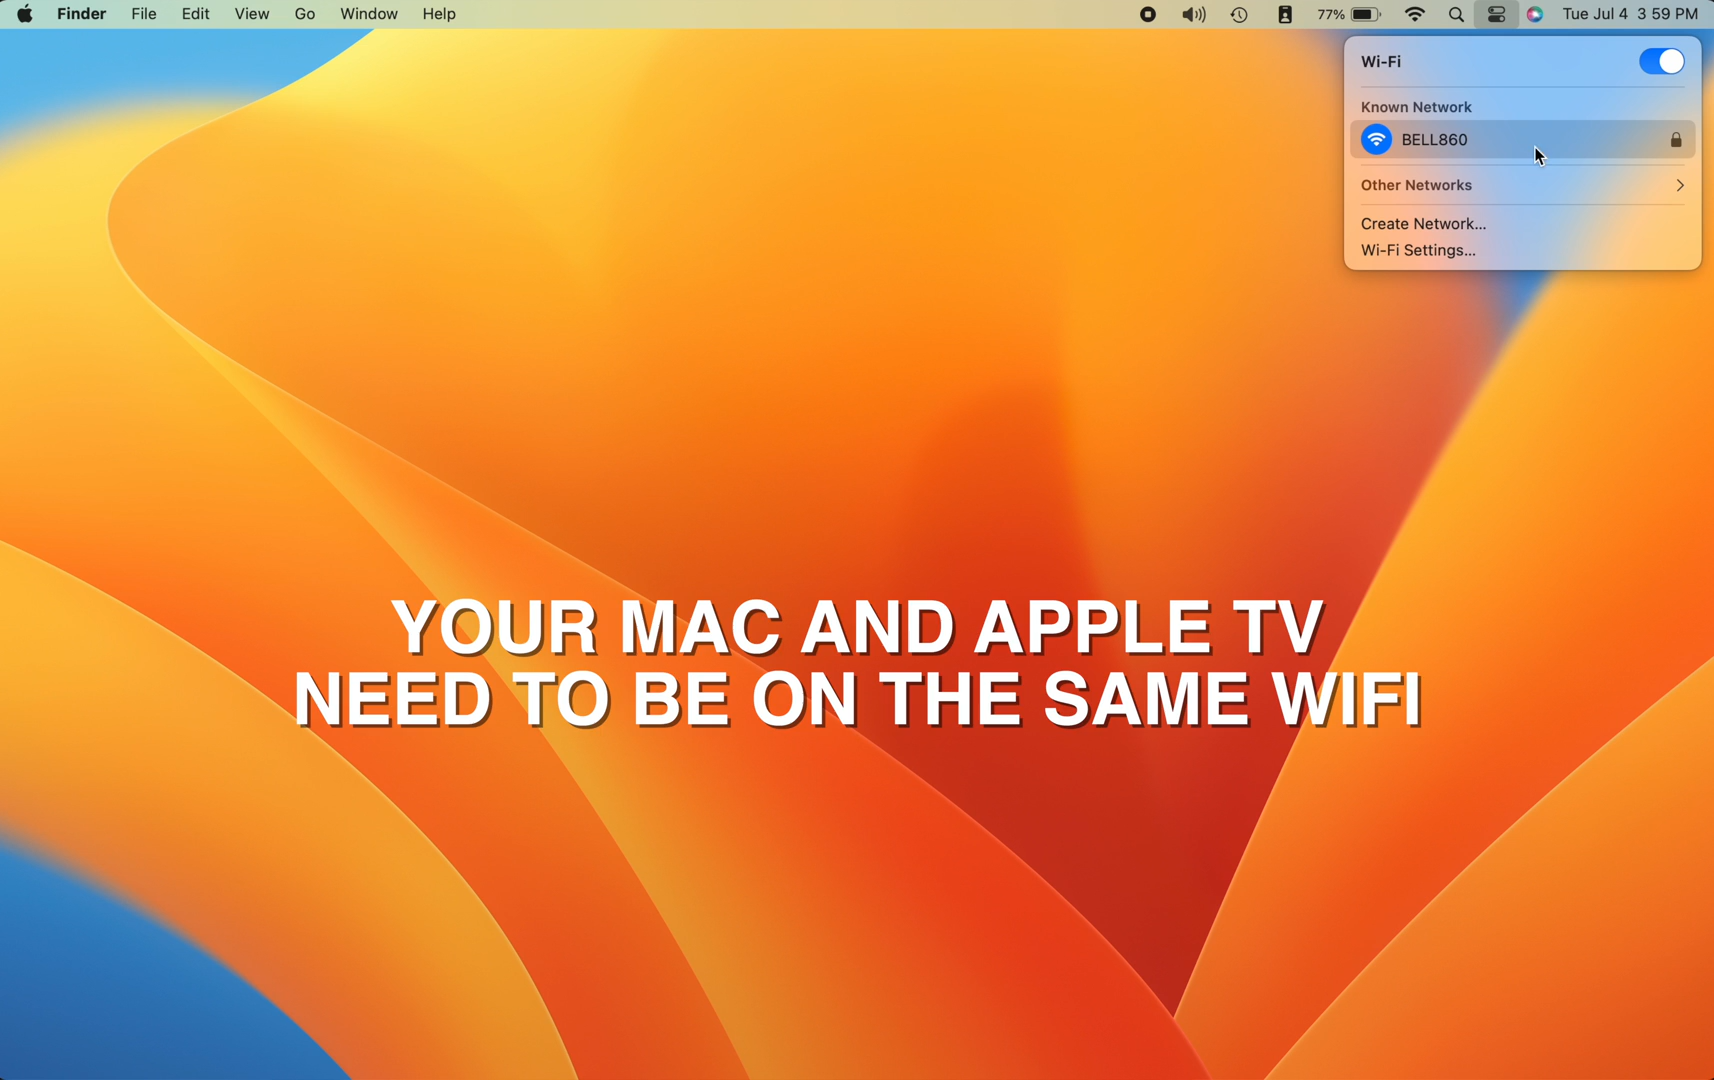 Finder File Edit View Go Window Help 77% Tue Jul 4 3 59 PM
Wi-Fi
Known Network
BELL860
Other Networks
Create Network...
Wi-Fi Settings...
YOUR MAC AND APPLE TV
NEED TO BE ON THE SAME WIFI